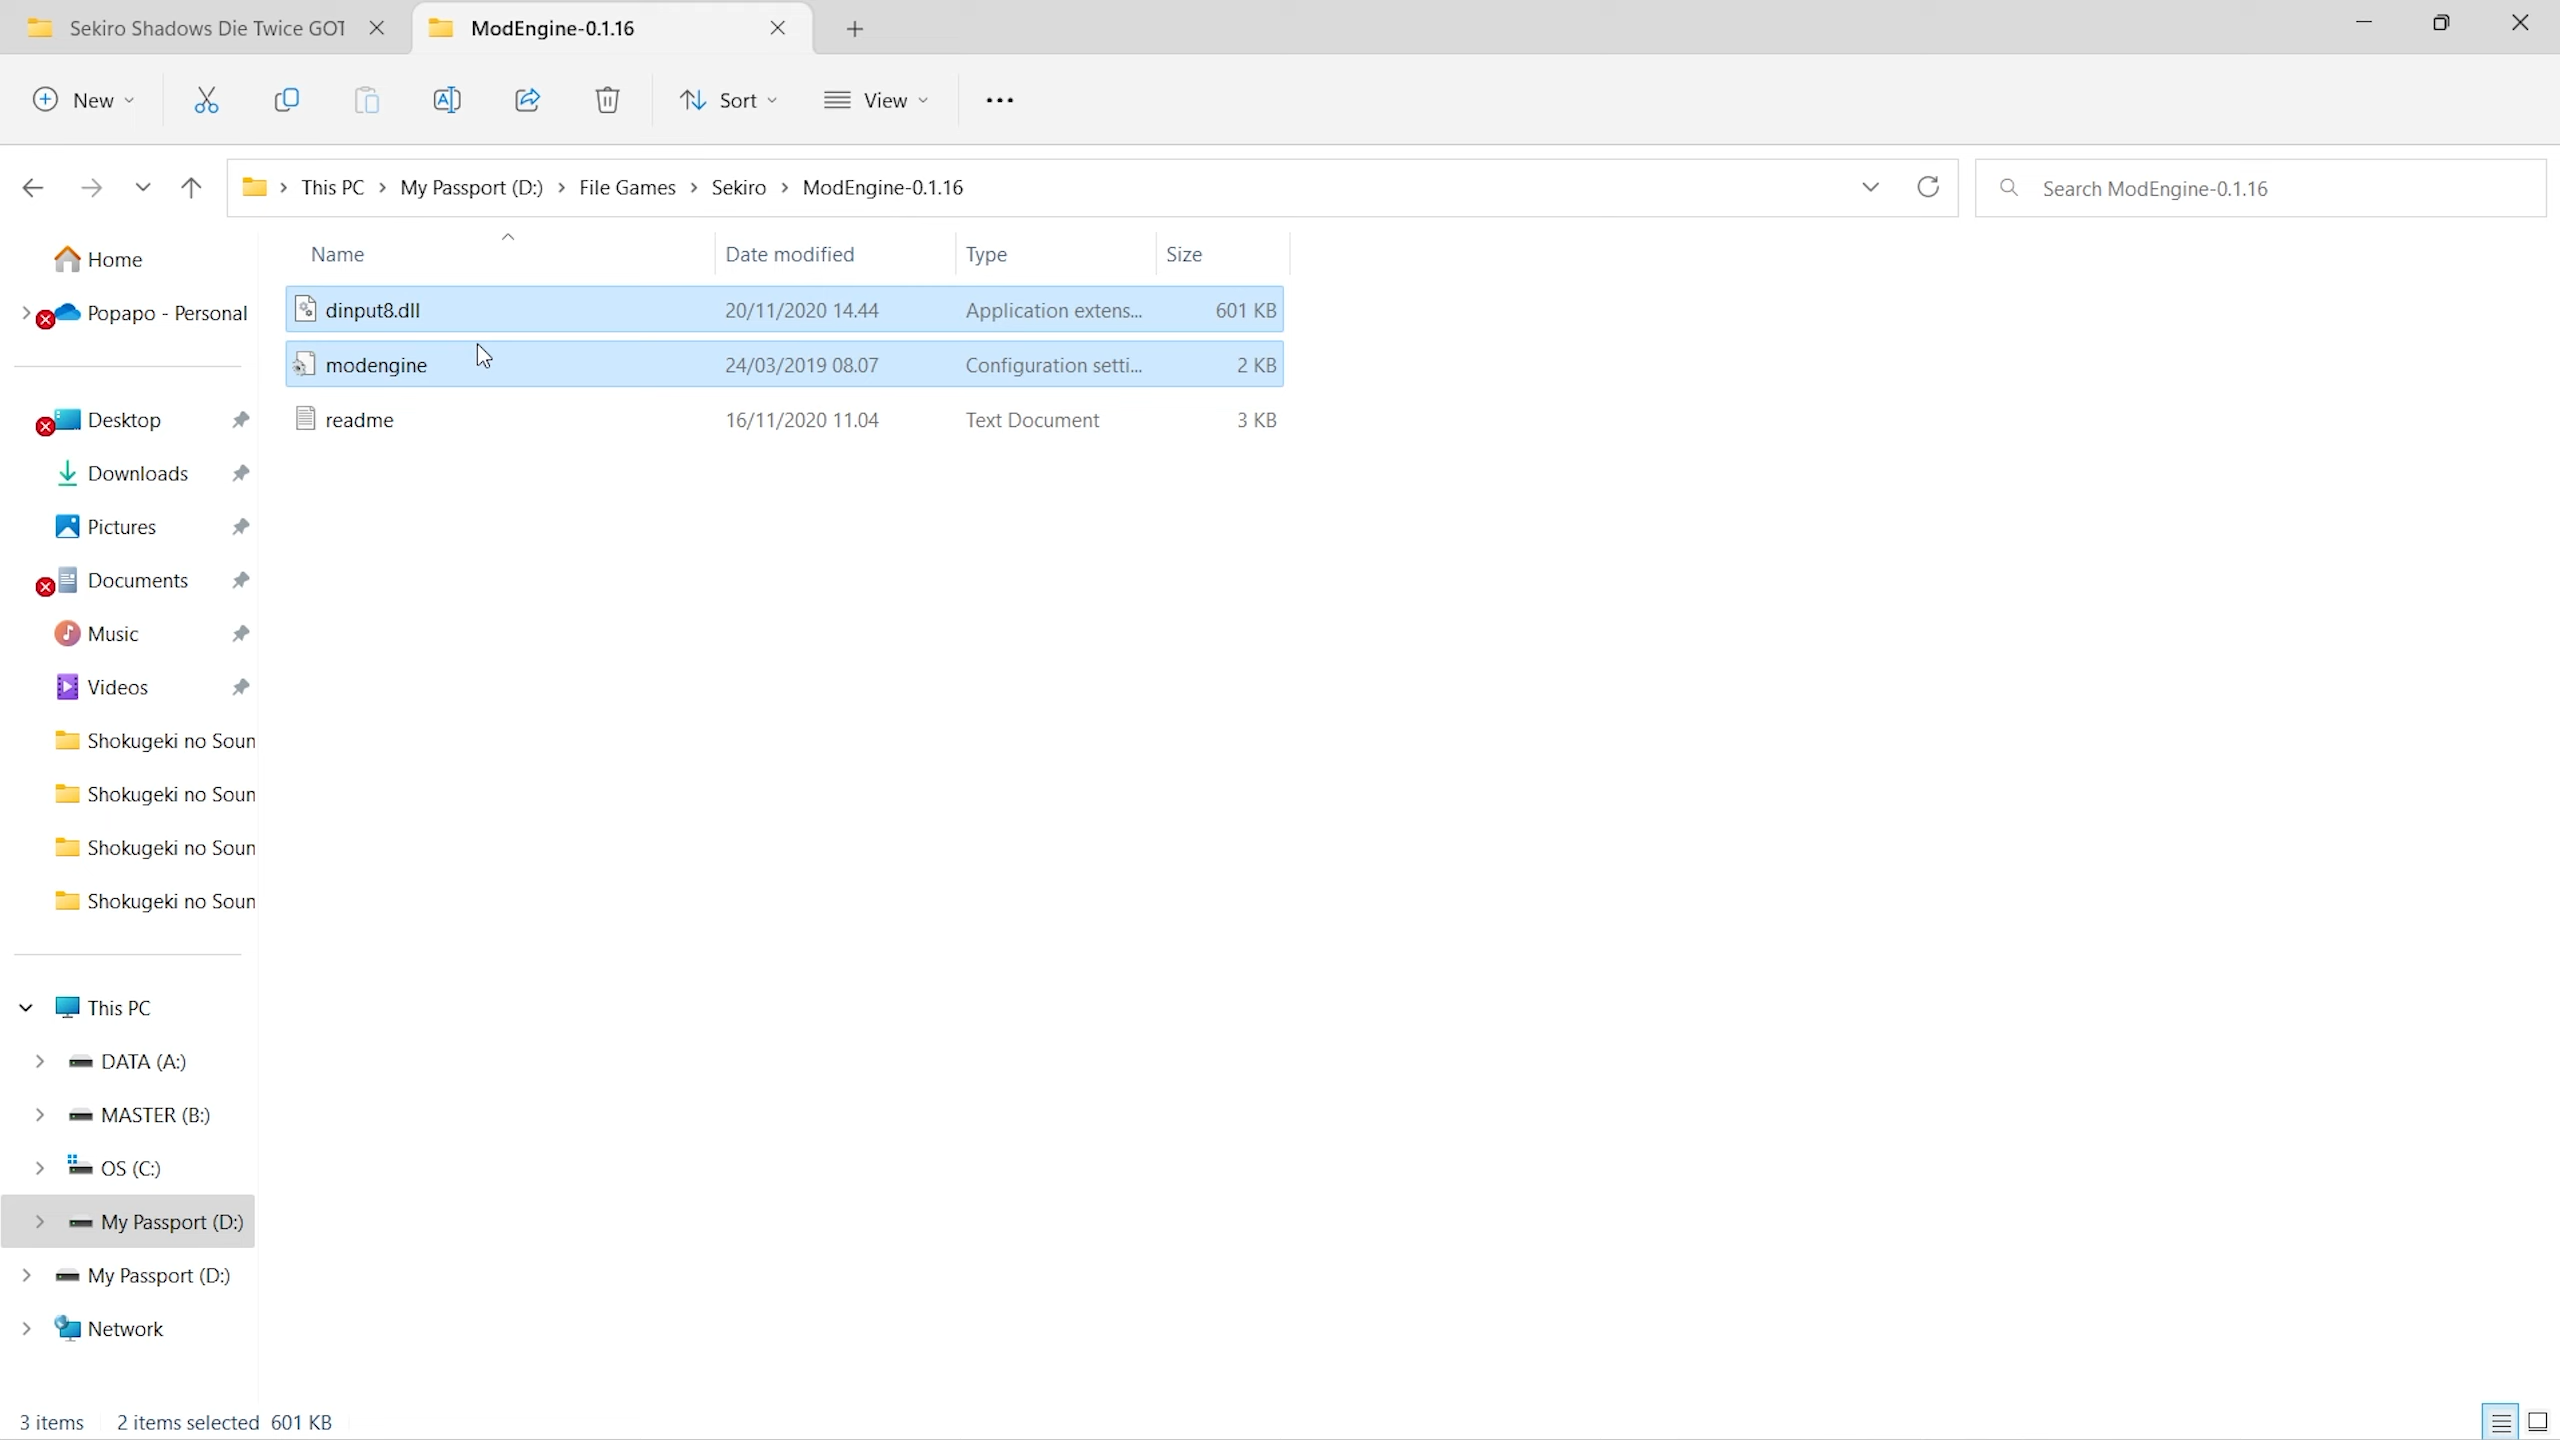 Sekiro Shadows Die Twice GOT
ModEngine-0.1.16
New
Sort
View
This PC > My Passport (D:) > File Games > Sekiro > ModEngine-0.1.16
Search ModEngine-0.1.16
Name Date modified Type Size
dinput8.dll 20/11/2020 14.44 Application extens... 601 KB
modengine 24/03/2019 08.07 Configuration setti... 2 KB
readme 16/11/2020 11.04 Text Document 3 KB
Home
Popapo - Personal
Desktop
Downloads
Pictures
Documents
Music
Videos
Shokugeki no Soun
Shokugeki no Soun
Shokugeki no Soun
Shokugeki no Soun
This PC
DATA (A:)
MASTER (B:)
OS (C:)
My Passport (D:)
My Passport (D:)
Network
3 items 2 items selected 601 KB